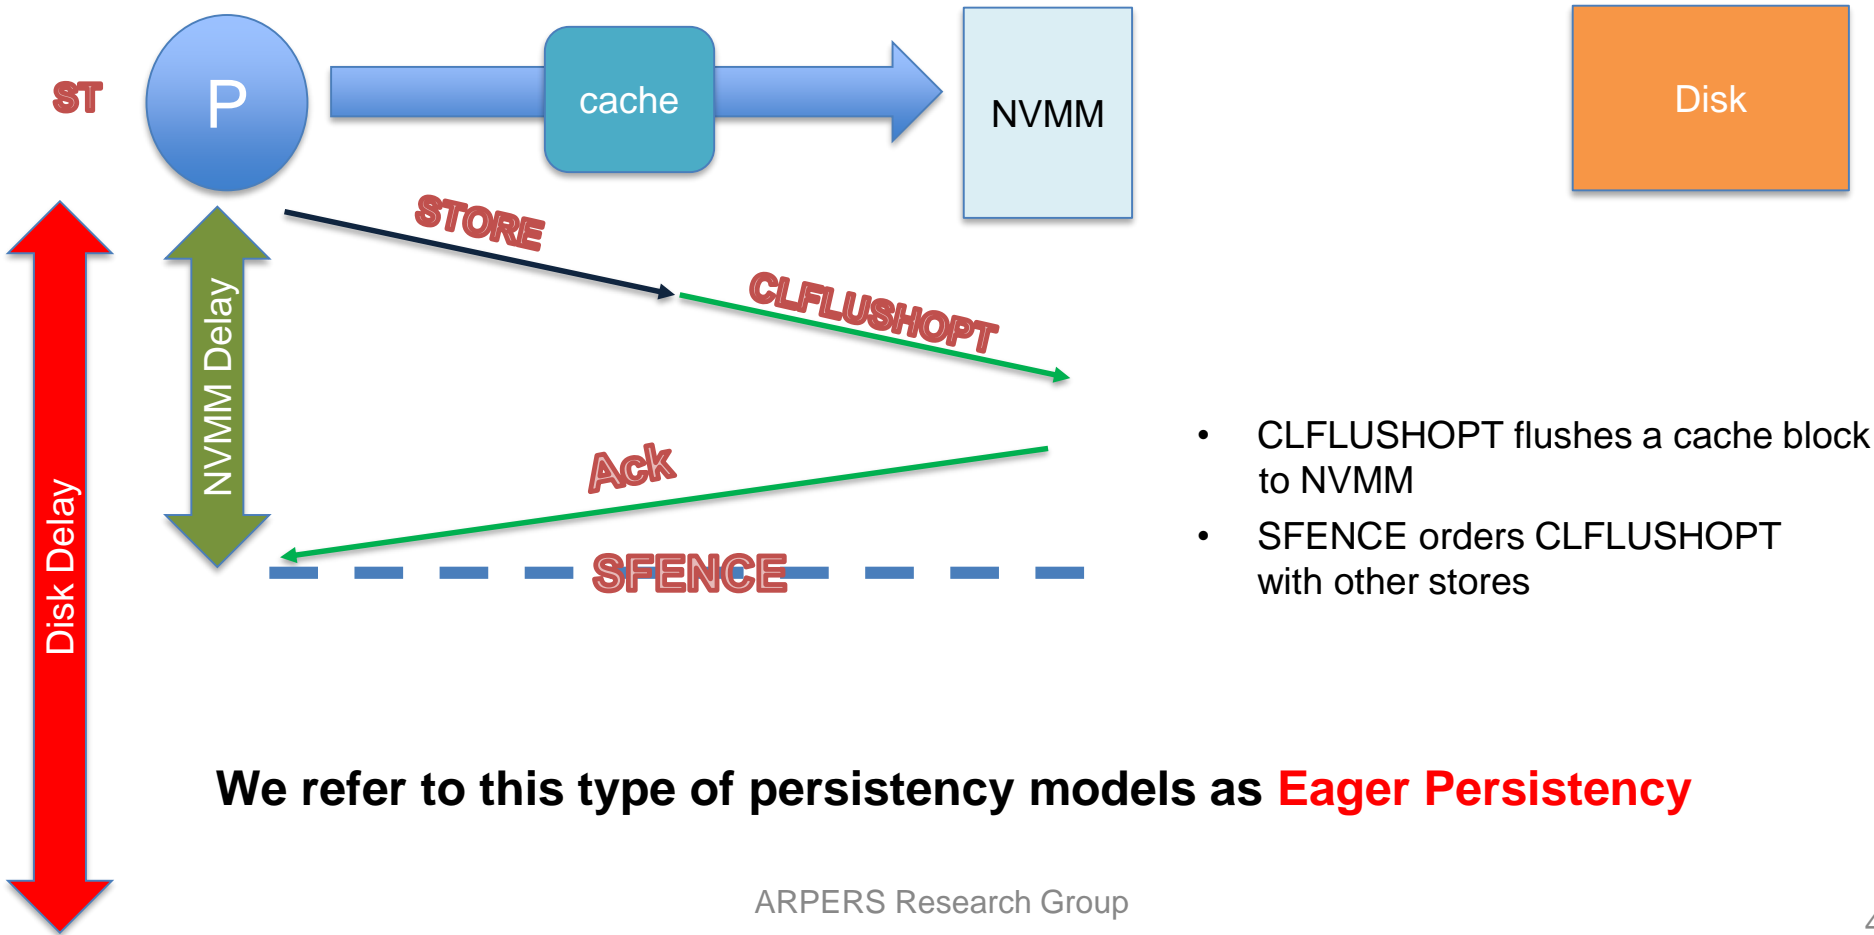 ST
P
cache
NVMM
Disk
STORE
CLFLUSHOPT
NVMM Delay
Disk Delay
Ack
SFENCE
• CLFLUSHOPT flushes a cache block
to NVMM
• SFENCE orders CLFLUSHOPT
with other stores
We refer to this type of persistency models as Eager Persistency
ARPERS Research Group